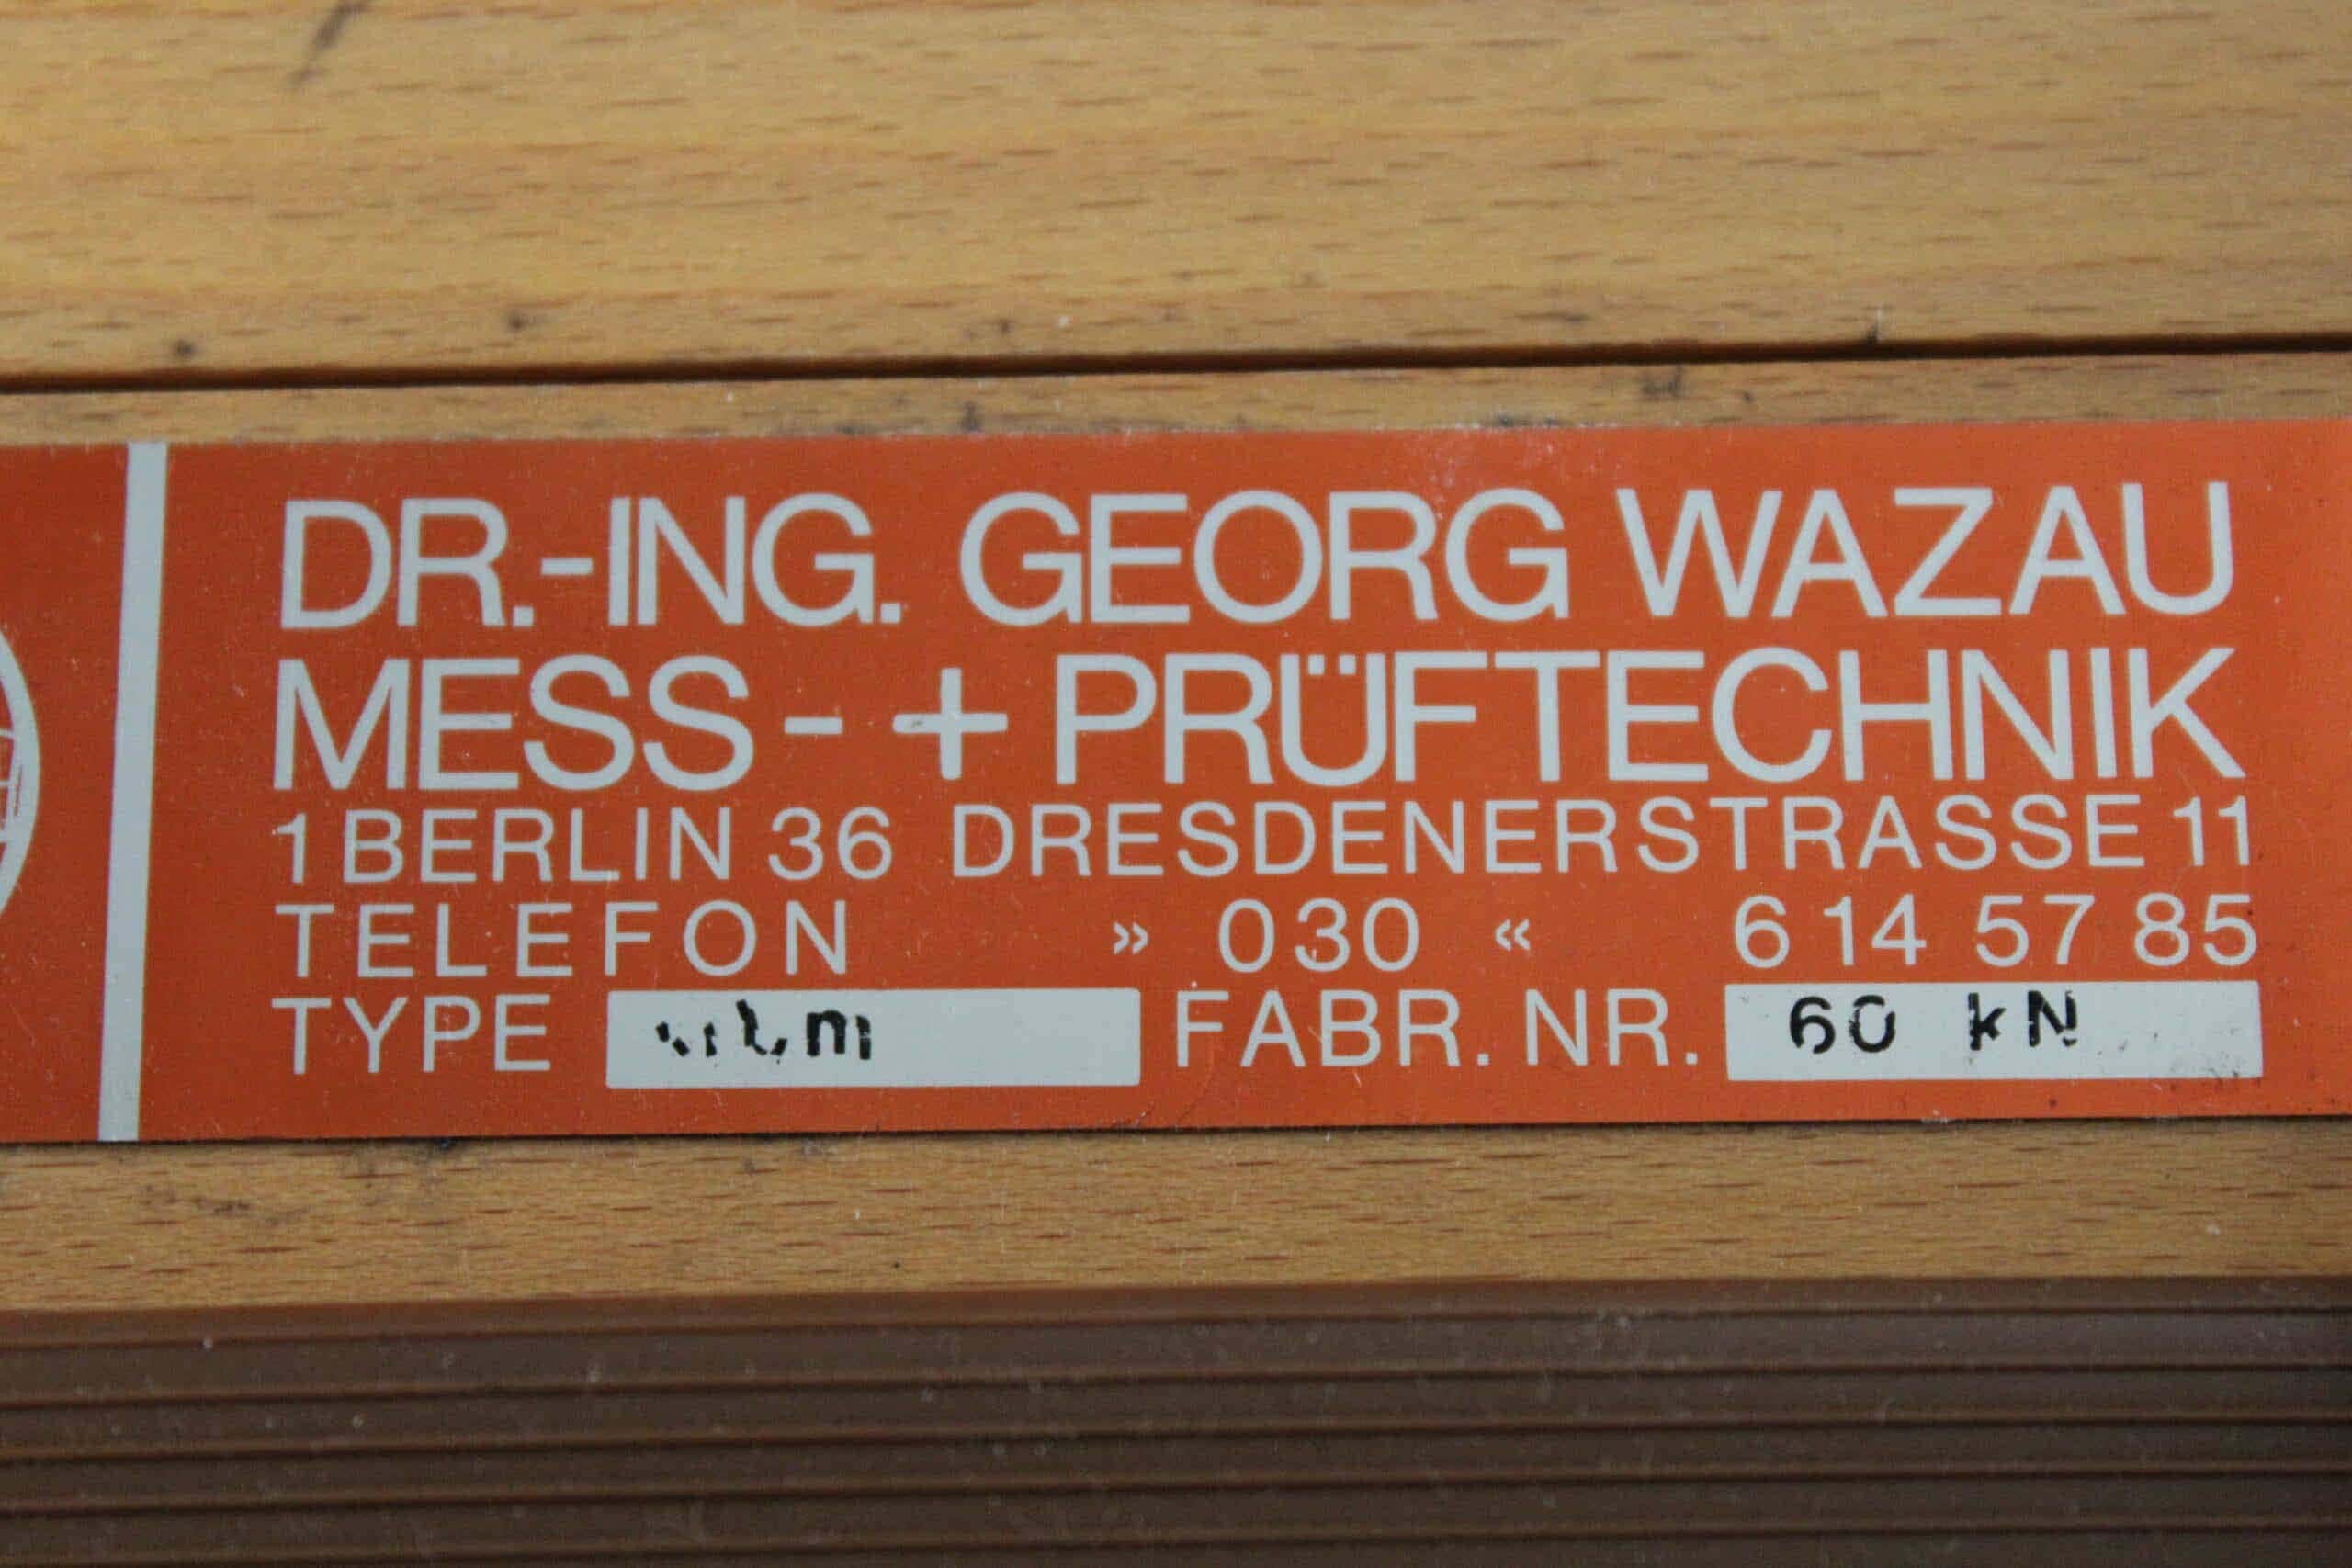 DR.-ING. GEORG WAZAU
MESS- + PRÜFTECHNIK
1 BERLIN 36 DRESDENERSTRASSE 11
TELEFON » 030 « 6 14 57 85
TYPE FABR. NR. 60 kN